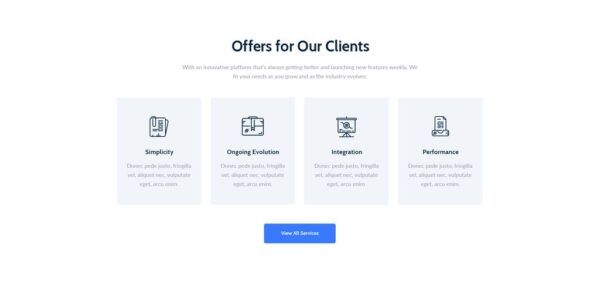 Offers for Our Clients
With an innovative platform that's always getting better and launching new features weekly. We
fit your needs as you grow and as the industry evolves.
Simplicity
Donec pede justo, fringilla
vel, aliquet nec, vulputate
eget, arcu enim.
Ongoing Evolution
Donec pede justo, fringilla
vel, aliquet nec, vulputate
eget, arcu enim.
Integration
Donec pede justo, fringilla
vel, aliquet nec, vulputate
eget, arcu enim.
Performance
Donec pede justo, fringilla
vel, aliquet nec, vulputate
eget, arcu enim.
View All Services